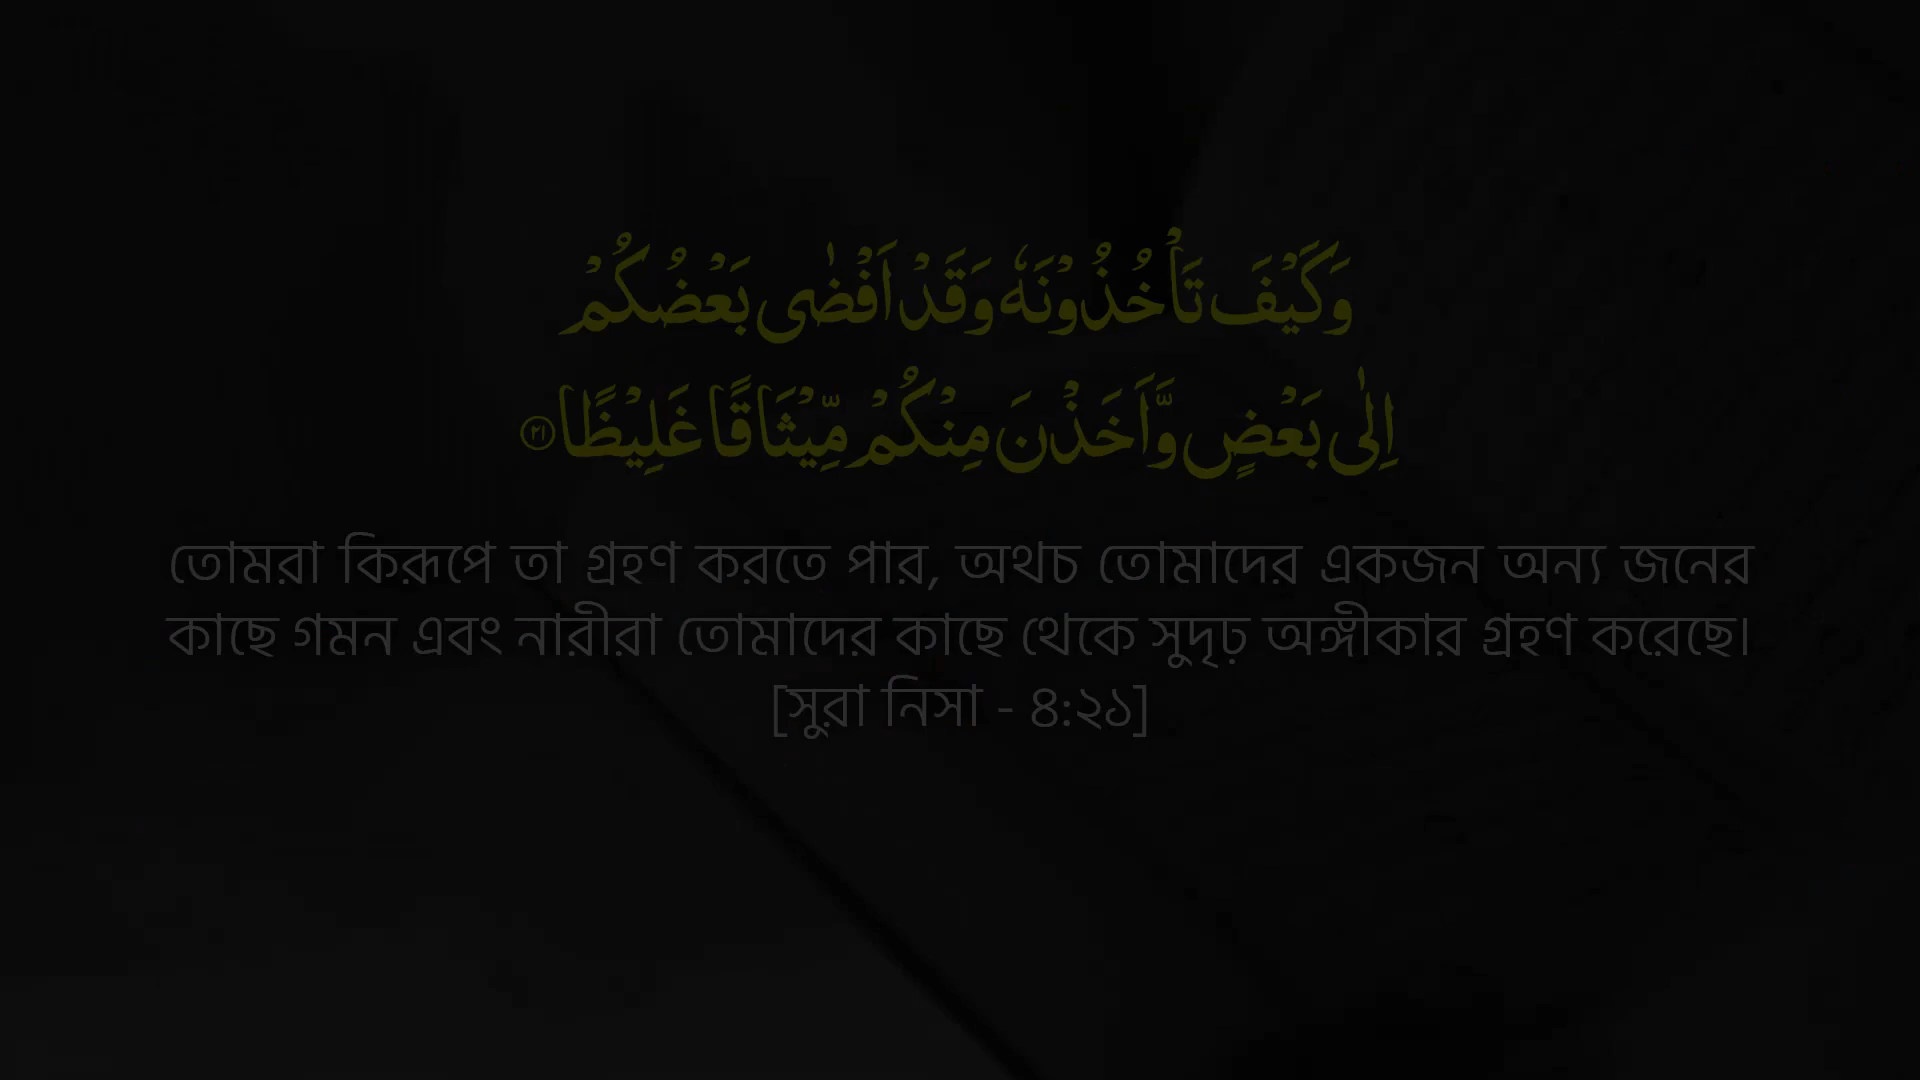 وَكَيْفَ تَاْخُذُوْنَهٗ وَقَدْ اَفْضٰى بَعْضُكُمْ
اِلٰى بَعْضٍ وَّاَخَذْنَ مِنْكُمْ مِّيْثَاقًا غَلِيْظًا ۟۲۱
তোমরা কিরূপে তা গ্রহণ করতে পার, অথচ তোমাদের একজন অন্য জনের
কাছে গমন এবং নারীরা তোমাদের কাছে থেকে সুদৃঢ় অঙ্গীকার গ্রহণ করেছে।
[সুরা নিসা - ৪:২১]